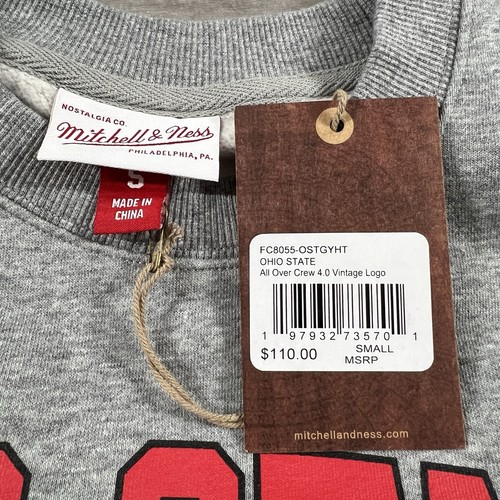 NOSTALGIA CO.
Mitchell & Ness
PHILADELPHIA, PA.
S
MADE IN
CHINA
FC8055-OSTGYHT
OHIO STATE
All Over Crew 4.0 Vintage Logo
1 97932 73570 1
$110.00
SMALL
MSRP
mitchellandness.com